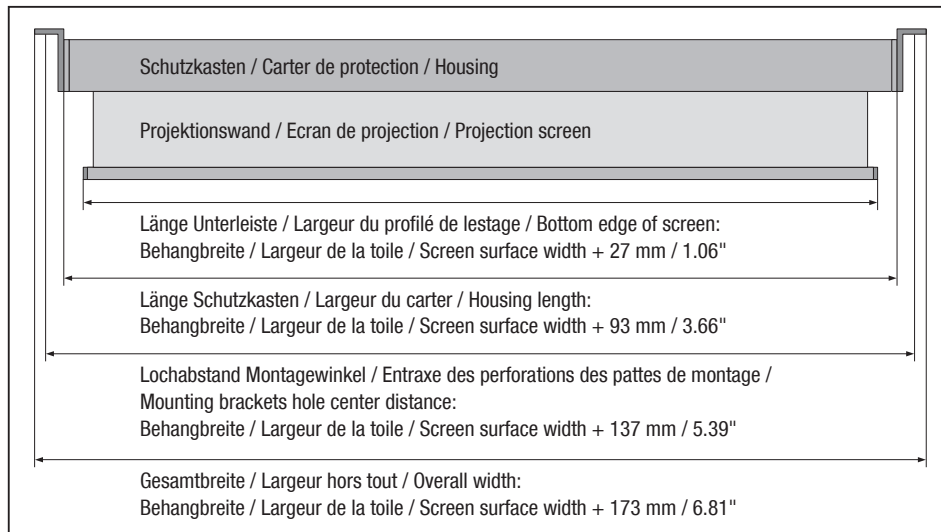 Schutzkasten / Carter de protection / Housing
Projektionswand / Ecran de projection / Projection screen
Länge Unterleiste / Largeur du profilé de lestage / Bottom edge of screen:
Behangbreite / Largeur de la toile / Screen surface width + 27 mm / 1.06"
Länge Schutzkasten / Largeur du carter / Housing length:
Behangbreite / Largeur de la toile / Screen surface width + 93 mm / 3.66"
Lochabstand Montagewinkel / Entraxe des perforations des pattes de montage /
Mounting brackets hole center distance:
Behangbreite / Largeur de la toile / Screen surface width + 137 mm / 5.39"
Gesamtbreite / Largeur hors tout / Overall width:
Behangbreite / Largeur de la toile / Screen surface width + 173 mm / 6.81"